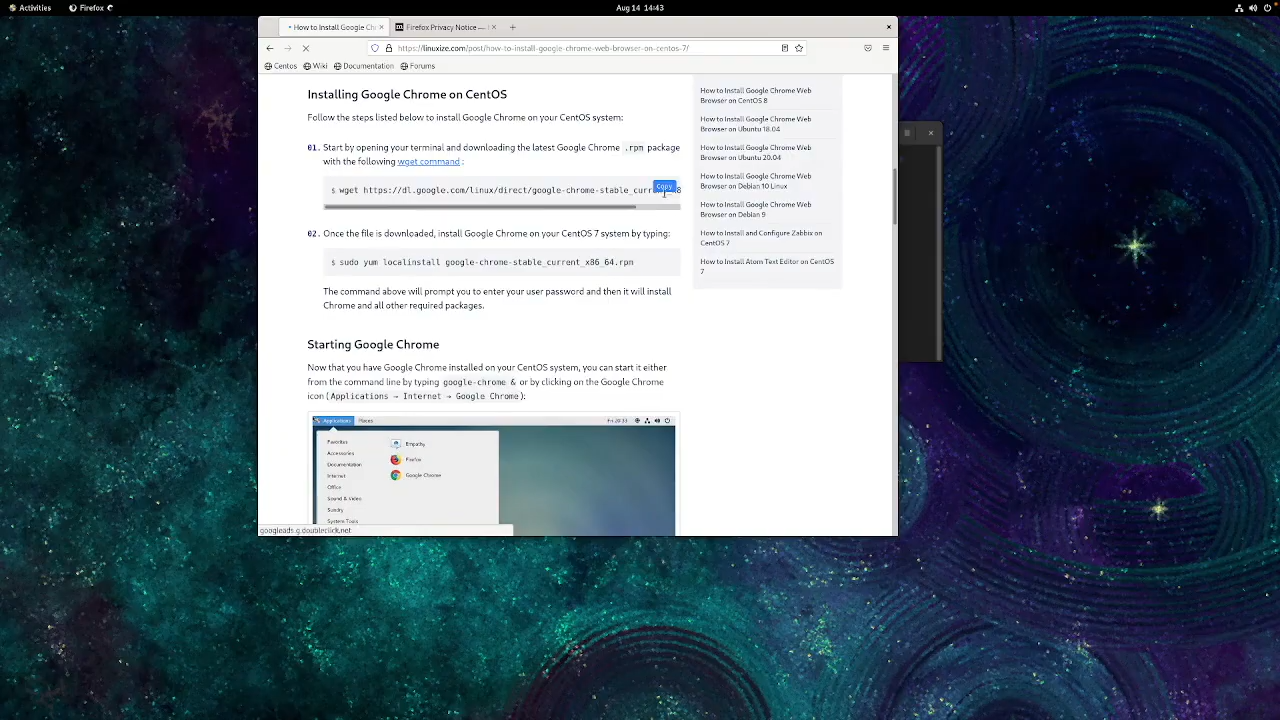 Activities Firefox Aug 14 14:43
How to Install Google Ch Firefox Privacy Notice —
https://linuxize.com/post/how-to-install-google-chrome-web-browser-on-centos-7/
Centos Wiki Documentation Forums
Installing Google Chrome on CentOS
Follow the steps listed below to install Google Chrome on your CentOS system:
01. Start by opening your terminal and downloading the latest Google Chrome .rpm package
with the following wget command :
Copy
$ wget https://dl.google.com/linux/direct/google-chrome-stable_curr
02. Once the file is downloaded, install Google Chrome on your CentOS 7 system by typing:
$ sudo yum localinstall google-chrome-stable_current_x86_64.rpm
The command above will prompt you to enter your user password and then it will install
Chrome and all other required packages.
Starting Google Chrome
Now that you have Google Chrome installed on your CentOS system, you can start it either
from the command line by typing google-chrome & or by clicking on the Google Chrome
icon (Applications → Internet → Google Chrome):
Applications Places Fri 20:33
Favorites
Accessories
Documentation
Internet
Office
Sound & Video
Sundry
System Tools
Empathy
Firefox
Google Chrome
googleads.g.doubleclick.net
How to Install Google Chrome Web
Browser on CentOS 8
How to Install Google Chrome Web
Browser on Ubuntu 18.04
How to Install Google Chrome Web
Browser on Ubuntu 20.04
How to Install Google Chrome Web
Browser on Debian 10 Linux
How to Install Google Chrome Web
Browser on Debian 9
How to Install and Configure Zabbix on
CentOS 7
How to Install Atom Text Editor on CentOS
7